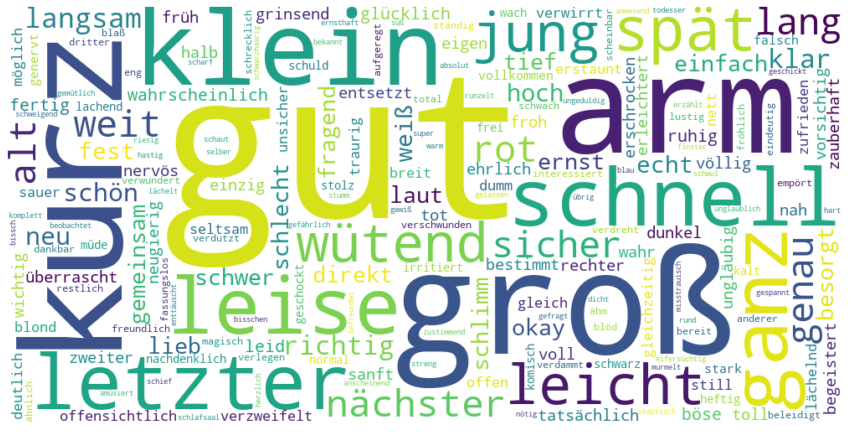 langsam
früh
grinsend
glücklich
ernsthaft
süß
ständig
wach
verwirrt
anwesend
todesser
lang
möglich
genervt
dritter
blaß
halb
schrecklich
bekannt
schwarzhaarig
schuld
scharf
aufgeregt
absolut
eigen
jung
spät
scheinbar
falsch
geschickt
klein
kurz
gut
arm
groß
schnell
eng
gemütlich
lachend
tief
vollkommen
erstaunt
einfach
klar
fertig
wahrscheinlich
entsetzt
hoch
schwach
ungeduldig
erzählt
nett
lustig
fröhlich
eindeutig
erschrocken
erleichtert
ruhig
finster
zufrieden
vorsichtig
zauberhaft
schweigend
riesig
hastig
alt
weit
fest
nervös
unsicher
fragend
traurig
weiß
total
runzelt
frei
froh
schaut
selber
super
warm
rot
ernst
echt
völlig
interessiert
schwul
empört
verwundert
lächelt
sauer
schön
einzig
stolz
breit
ehrlich
dumm
gelassen
übrig
blau
unglaublich
hart
komplett
beobachtet
bissch
neu
dankbar
müde
seltsam
verdutzt
schlecht
laut
tot
gefährlich
stumm
gewiß
verschwunden
verdreht
dunkel
nah
gemeinsam
neugierig
wütend
sicher
wahr
ungläubig
kalt
gespannt
ganz
genau
besorgt
wichtig
überrascht
restlich
fassungslos
schwer
direkt
irritiert
bestimmt
rechter
misstrauisch
geschockt
enttäuscht
bisschen
leise
gleich
gleichzeitig
dicht
gefragt
ähm
blöd
rund
bereit
anderer
blond
freundlich
magisch
lieb
leid
richtig
zustimmend
schlimm
okay
voll
eifersüchtig
verdammt
schwarz
stark
lächelnd
begeistert
deutlich
ähnlich
zweiter
nachdenklich
verlegen
normal
befreundet
streng
sanft
offen
komisch
letzter
leicht
murmelt
still
heftig
amüsiert
schief
herzlich
anscheinend
nächster
nötig
skeptisch
offensichtlich
schlafsaal
verzweifelt
tatsächlich
böse
toll
beleidigt